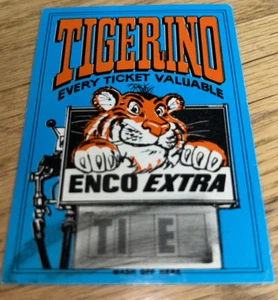 TIGERINO
EVERY TICKET VALUABLE
ENCO EXTRA
TI E
WASH OFF HERE